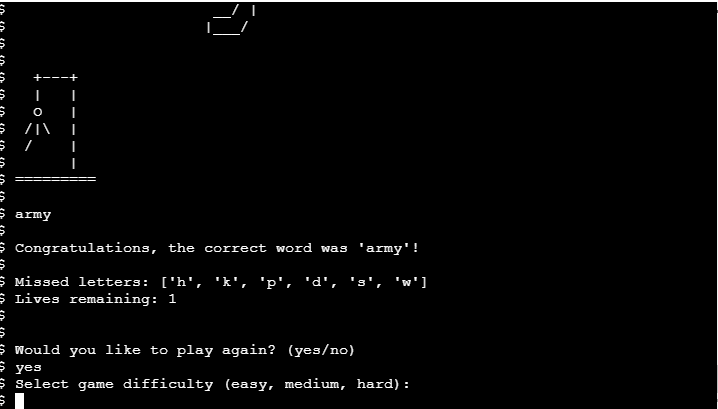 $                         __/ |
$                        |___/
$
$
$   +---+
$   |   |
$   o   |
$  /|\  |
$  /    |
$       |
$ =========
$
$ army
$
$ Congratulations, the correct word was 'army'!
$
$ Missed letters: ['h', 'k', 'p', 'd', 's', 'w']
$ Lives remaining: 1
$
$
$ Would you like to play again? (yes/no)
$ yes
$ Select game difficulty (easy, medium, hard):
$